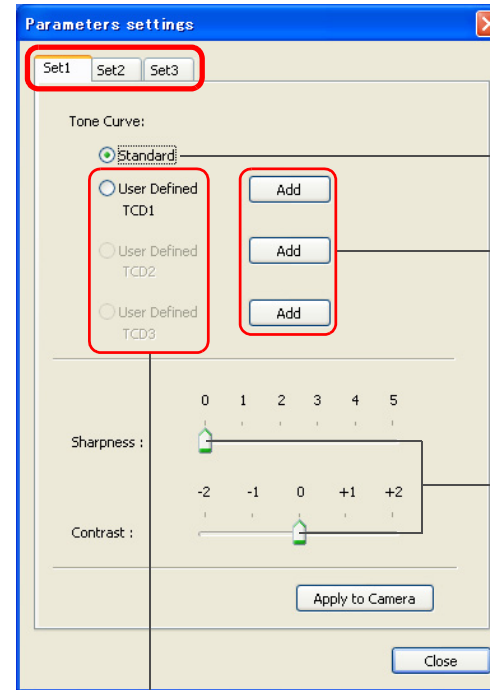 Parameters settings
Set1 Set2 Set3
Tone Curve:
Standard
User Defined Add
TCD1
User Defined Add
TCD2
User Defined Add
TCD3
0 1 2 3 4 5
Sharpness :
-2 -1 0 +1 +2
Contrast :
Apply to Camera
Close